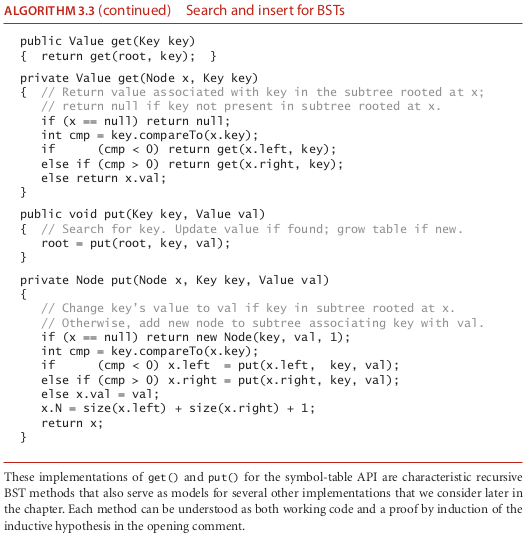 ALGORITHM 3.3 (continued) Search and insert for BSTs
public Value get(Key key)
{  return get(root, key);  }
private Value get(Node x, Key key)
{  // Return value associated with key in the subtree rooted at x;
   // return null if key not present in subtree rooted at x.
   if (x == null) return null;
   int cmp = key.compareTo(x.key);
   if      (cmp < 0) return get(x.left, key);
   else if (cmp > 0) return get(x.right, key);
   else return x.val;
}
public void put(Key key, Value val)
{  // Search for key. Update value if found; grow table if new.
   root = put(root, key, val);
}
private Node put(Node x, Key key, Value val)
{
   // Change key's value to val if key in subtree rooted at x.
   // Otherwise, add new node to subtree associating key with val.
   if (x == null) return new Node(key, val, 1);
   int cmp = key.compareTo(x.key);
   if      (cmp < 0) x.left  = put(x.left,  key, val);
   else if (cmp > 0) x.right = put(x.right, key, val);
   else x.val = val;
   x.N = size(x.left) + size(x.right) + 1;
   return x;
}
These implementations of get() and put() for the symbol-table API are characteristic recursive
BST methods that also serve as models for several other implementations that we consider later in
the chapter. Each method can be understood as both working code and a proof by induction of the
inductive hypothesis in the opening comment.